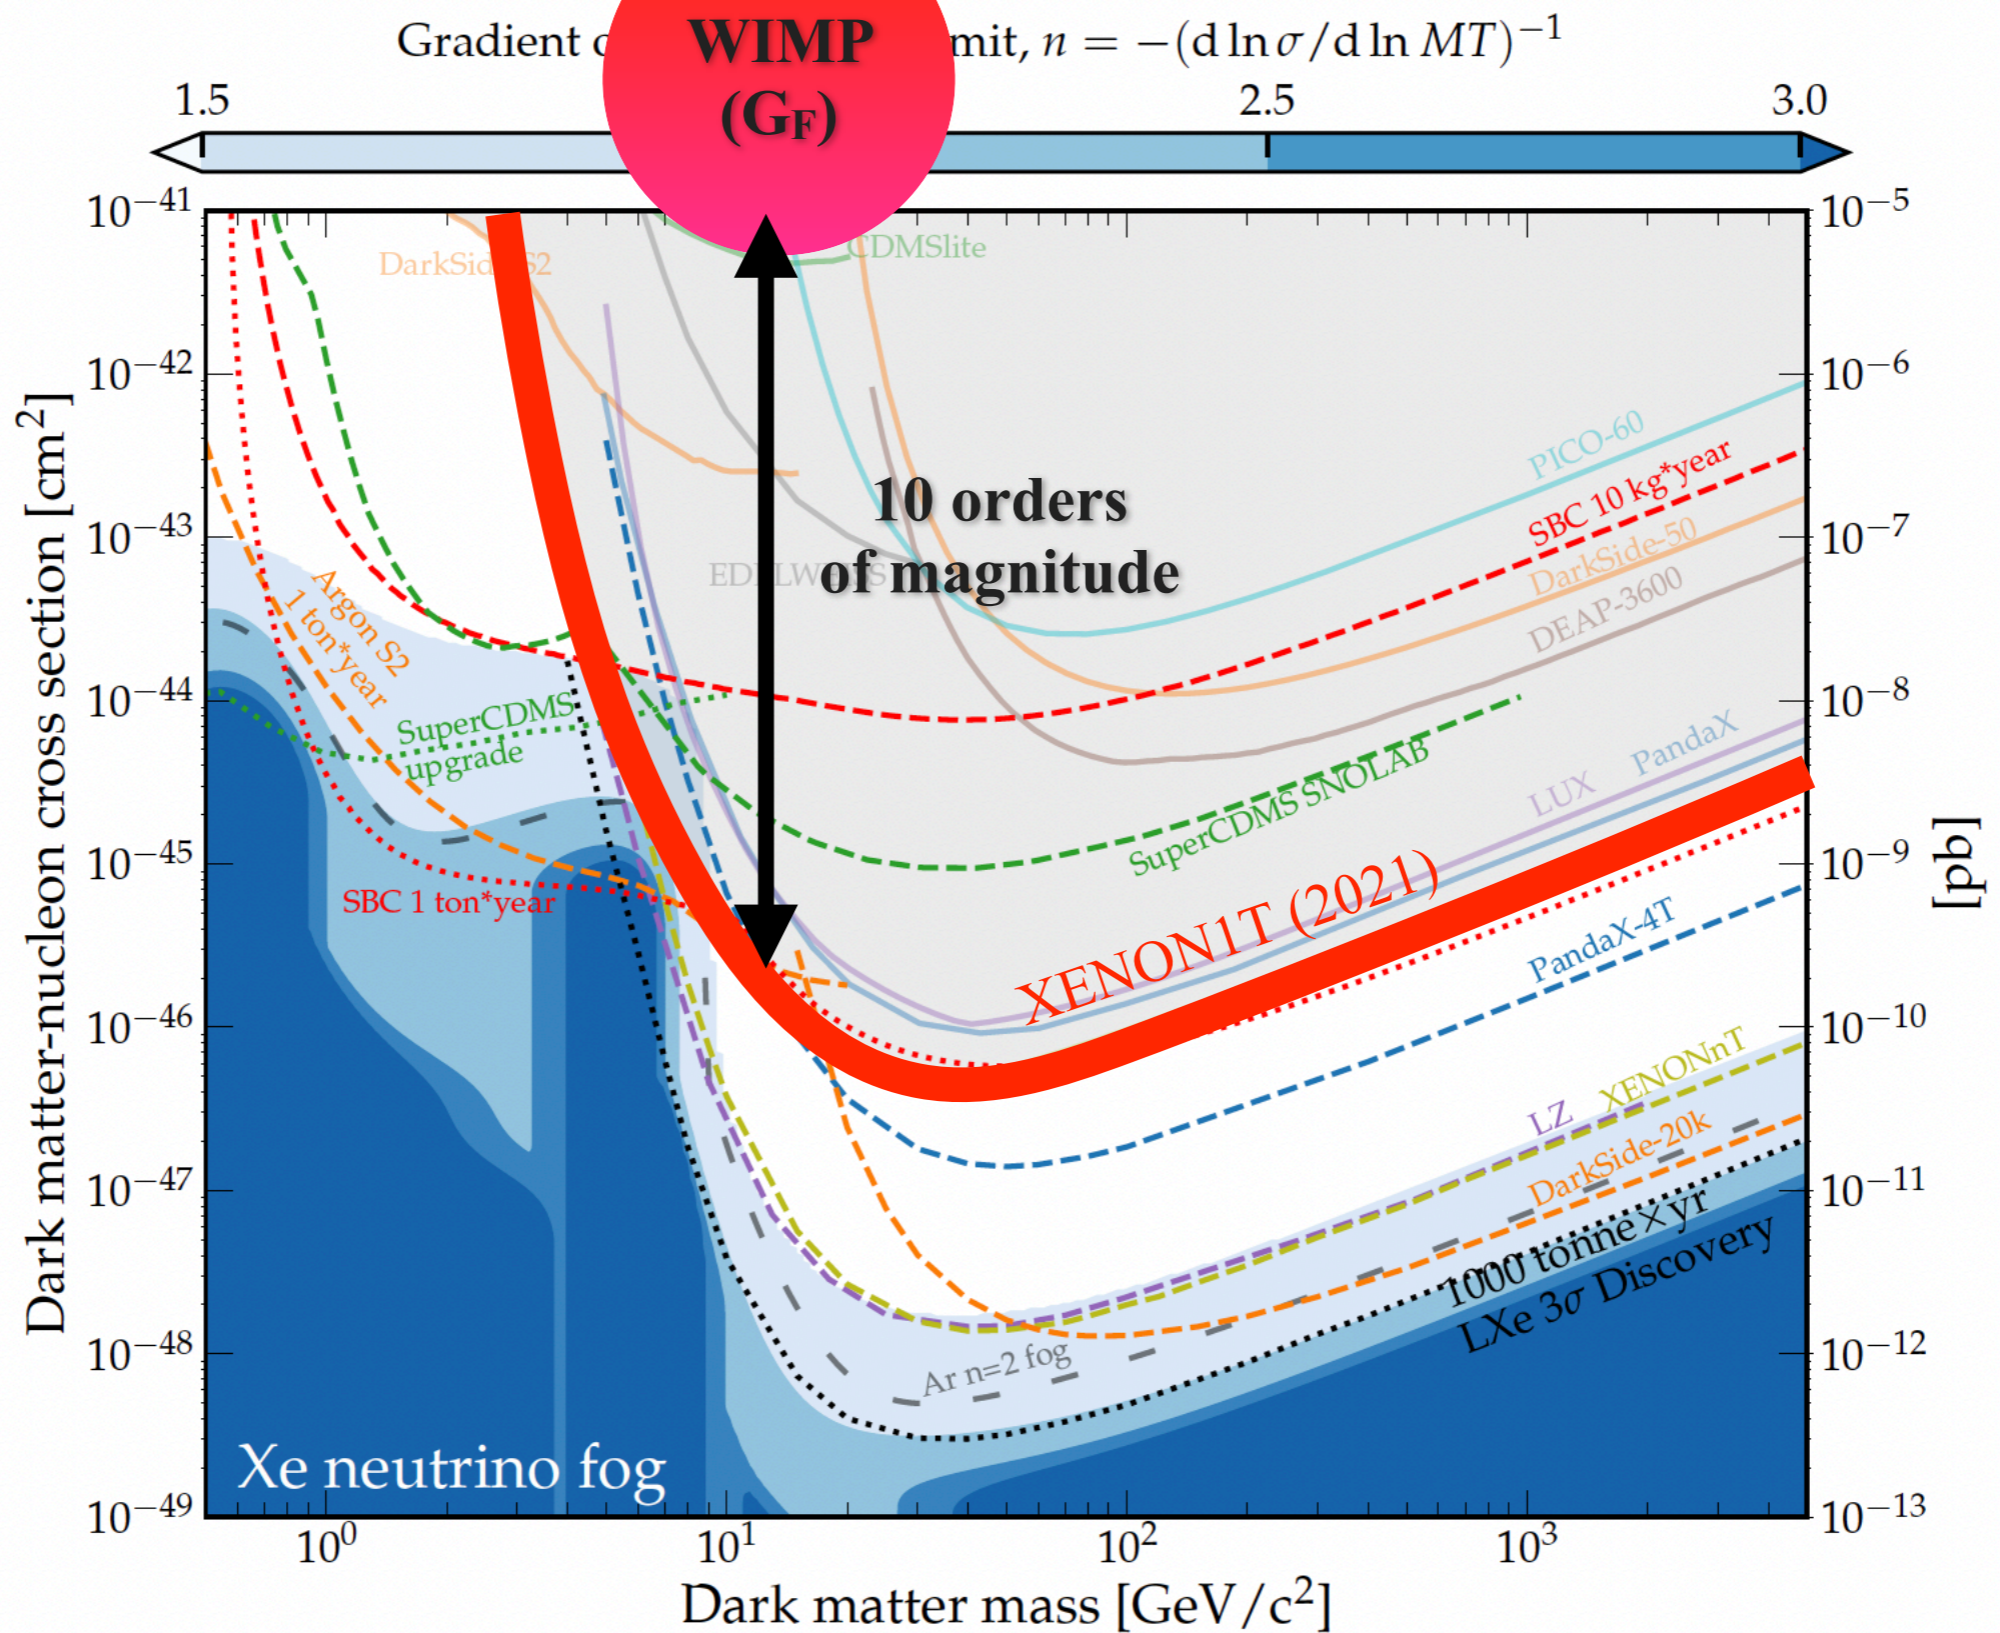 Gradient o
mit, n = −(d ln σ/d ln MT)⁻¹
WIMP
(G_F)
1.5
2.5
3.0
10⁻⁴¹
10⁻⁴²
10⁻⁴³
10⁻⁴⁴
10⁻⁴⁵
10⁻⁴⁶
10⁻⁴⁷
10⁻⁴⁸
10⁻⁴⁹
Dark matter-nucleon cross section [cm²]
10⁻⁵
10⁻⁶
10⁻⁷
10⁻⁸
10⁻⁹
10⁻¹⁰
10⁻¹¹
10⁻¹²
10⁻¹³
[pb]
DarkSid S2
CDMSlite
10 orders
of magnitude
EDELWEISS
PICO-60
SBC 10 kg*year
DarkSide-50
DEAP-3600
Argon S2
1 ton*year
SuperCDMS
upgrade
SBC 1 ton*year
SuperCDMS SNOLAB
LUX
PandaX
XENON1T (2021)
PandaX-4T
LZ
XENONnT
DarkSide-20k
1000 tonne×yr
LXe 3σ Discovery
Ar n=2 fog
Xe neutrino fog
10⁰
10¹
10²
10³
Dark matter mass [GeV/c²]